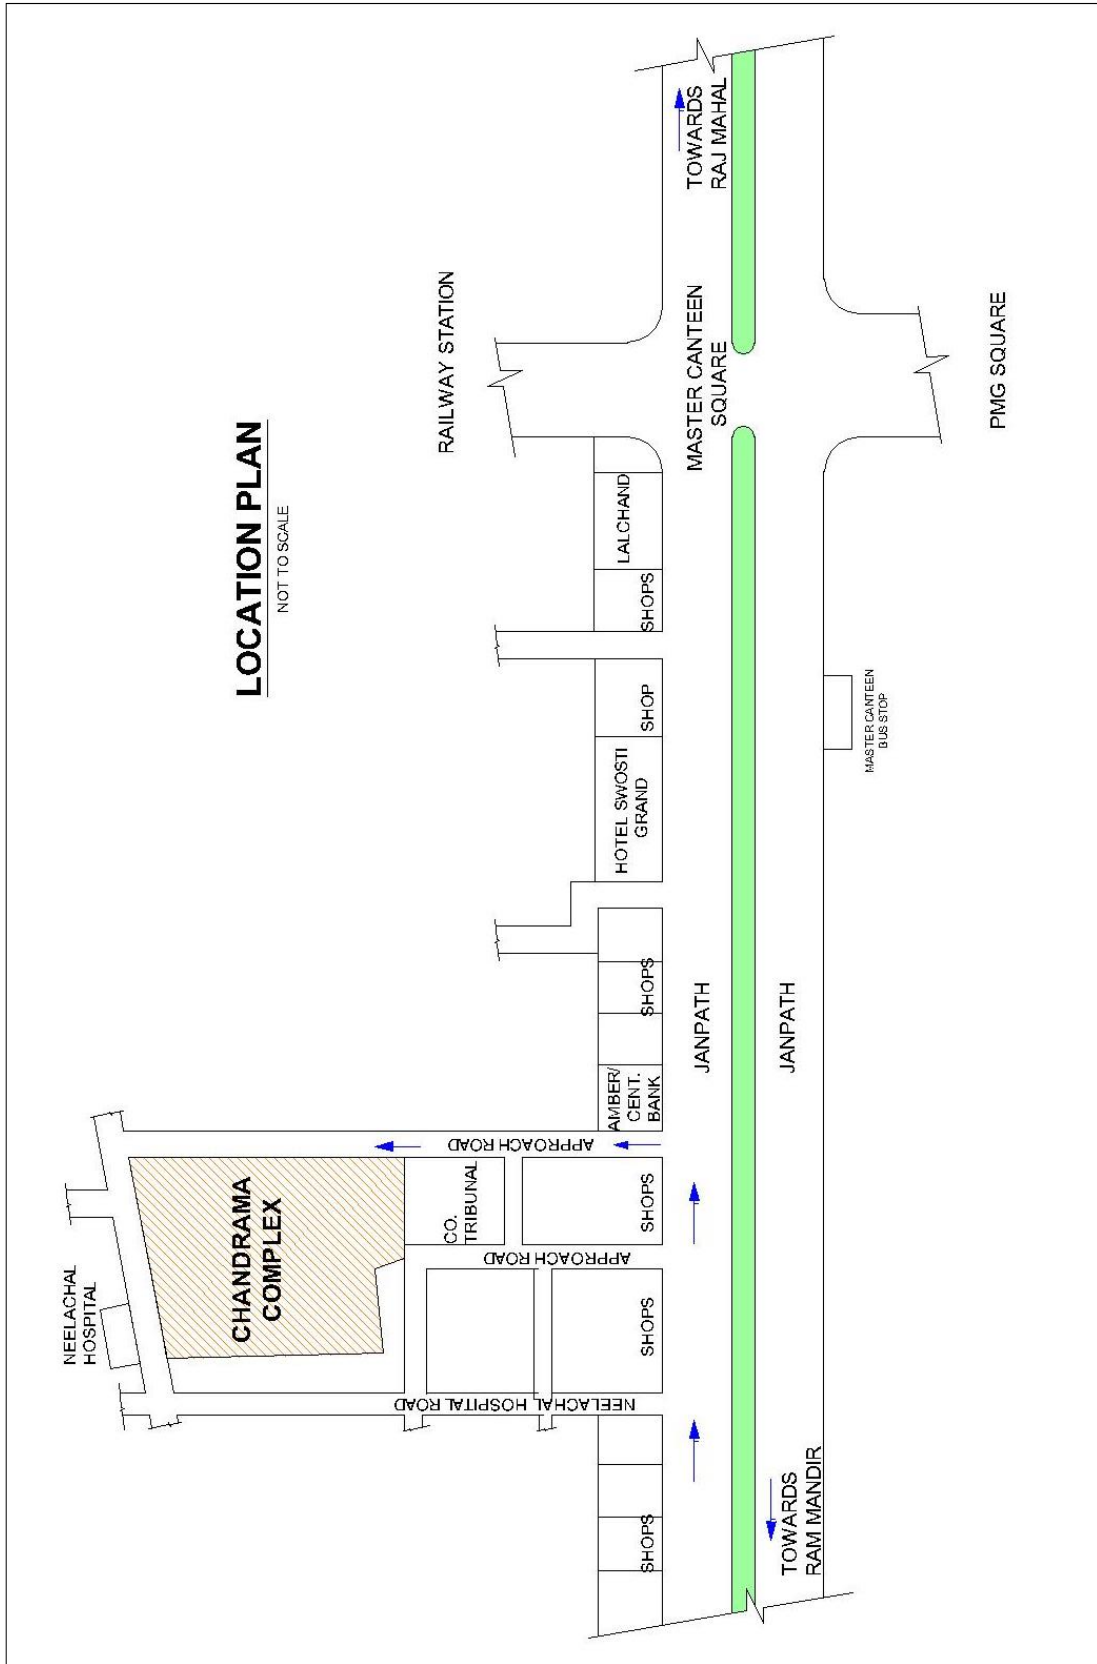 LOCATION PLAN
NOT TO SCALE
NEELACHAL
HOSPITAL
CHANDRAMA
COMPLEX
RAILWAY STATION
CO.
TRIBUNAL
APPROACH ROAD
APPROACH ROAD
NEELACHAL HOSPITAL ROAD
SHOPS
SHOPS
SHOPS
AMBER/
CENT.
BANK
SHOPS
HOTEL SWOSTI
GRAND
SHOP
SHOPS
LALCHAND
JANPATH
MASTER CANTEEN
SQUARE
TOWARDS
RAJ MAHAL
TOWARDS
RAM MANDIR
JANPATH
MASTER CANTEEN
BUS STOP
PMG SQUARE